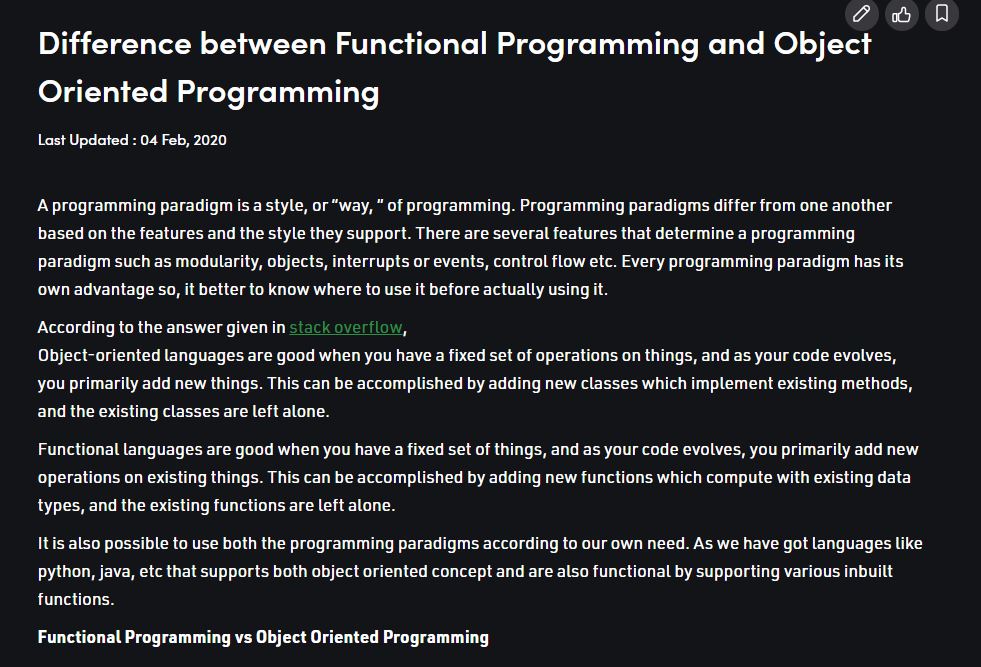 Difference between Functional Programming and Object
Oriented Programming
Last Updated : 04 Feb, 2020
A programming paradigm is a style, or “way, ” of programming. Programming paradigms differ from one another
based on the features and the style they support. There are several features that determine a programming
paradigm such as modularity, objects, interrupts or events, control flow etc. Every programming paradigm has its
own advantage so, it better to know where to use it before actually using it.
According to the answer given in stack overflow,
Object-oriented languages are good when you have a fixed set of operations on things, and as your code evolves,
you primarily add new things. This can be accomplished by adding new classes which implement existing methods,
and the existing classes are left alone.
Functional languages are good when you have a fixed set of things, and as your code evolves, you primarily add new
operations on existing things. This can be accomplished by adding new functions which compute with existing data
types, and the existing functions are left alone.
It is also possible to use both the programming paradigms according to our own need. As we have got languages like
python, java, etc that supports both object oriented concept and are also functional by supporting various inbuilt
functions.
Functional Programming vs Object Oriented Programming